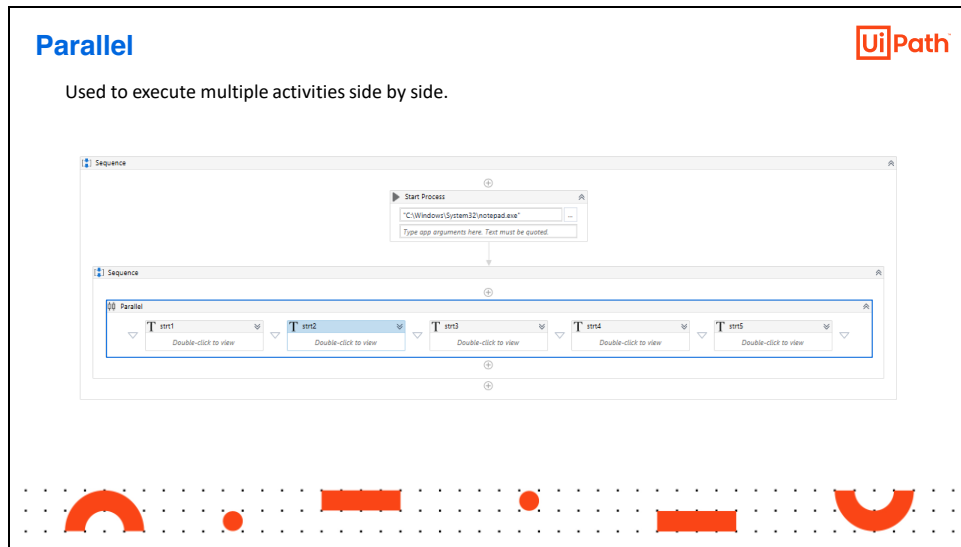 Parallel
UiPath
Used to execute multiple activities side by side.
Sequence
Start Process
"C:\Windows\System32\notepad.exe" ...
Type app arguments here. Text must be quoted.
Sequence
Parallel
T strt1 T strt2 T strt3 T strt4 T strt5
Double-click to view Double-click to view Double-click to view Double-click to view Double-click to view